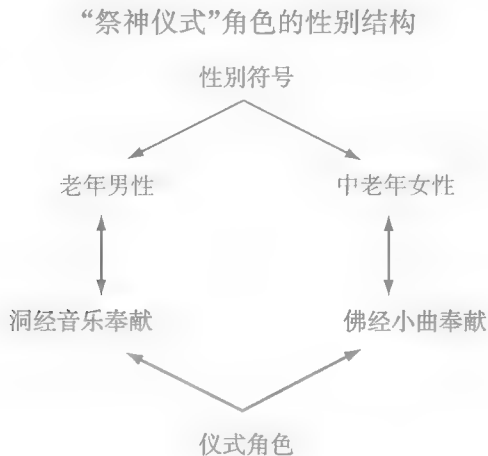 “祭神仪式”角色的性别结构
性别符号
老年男性
中老年女性
洞经音乐奉献
佛经小曲奉献
仪式角色